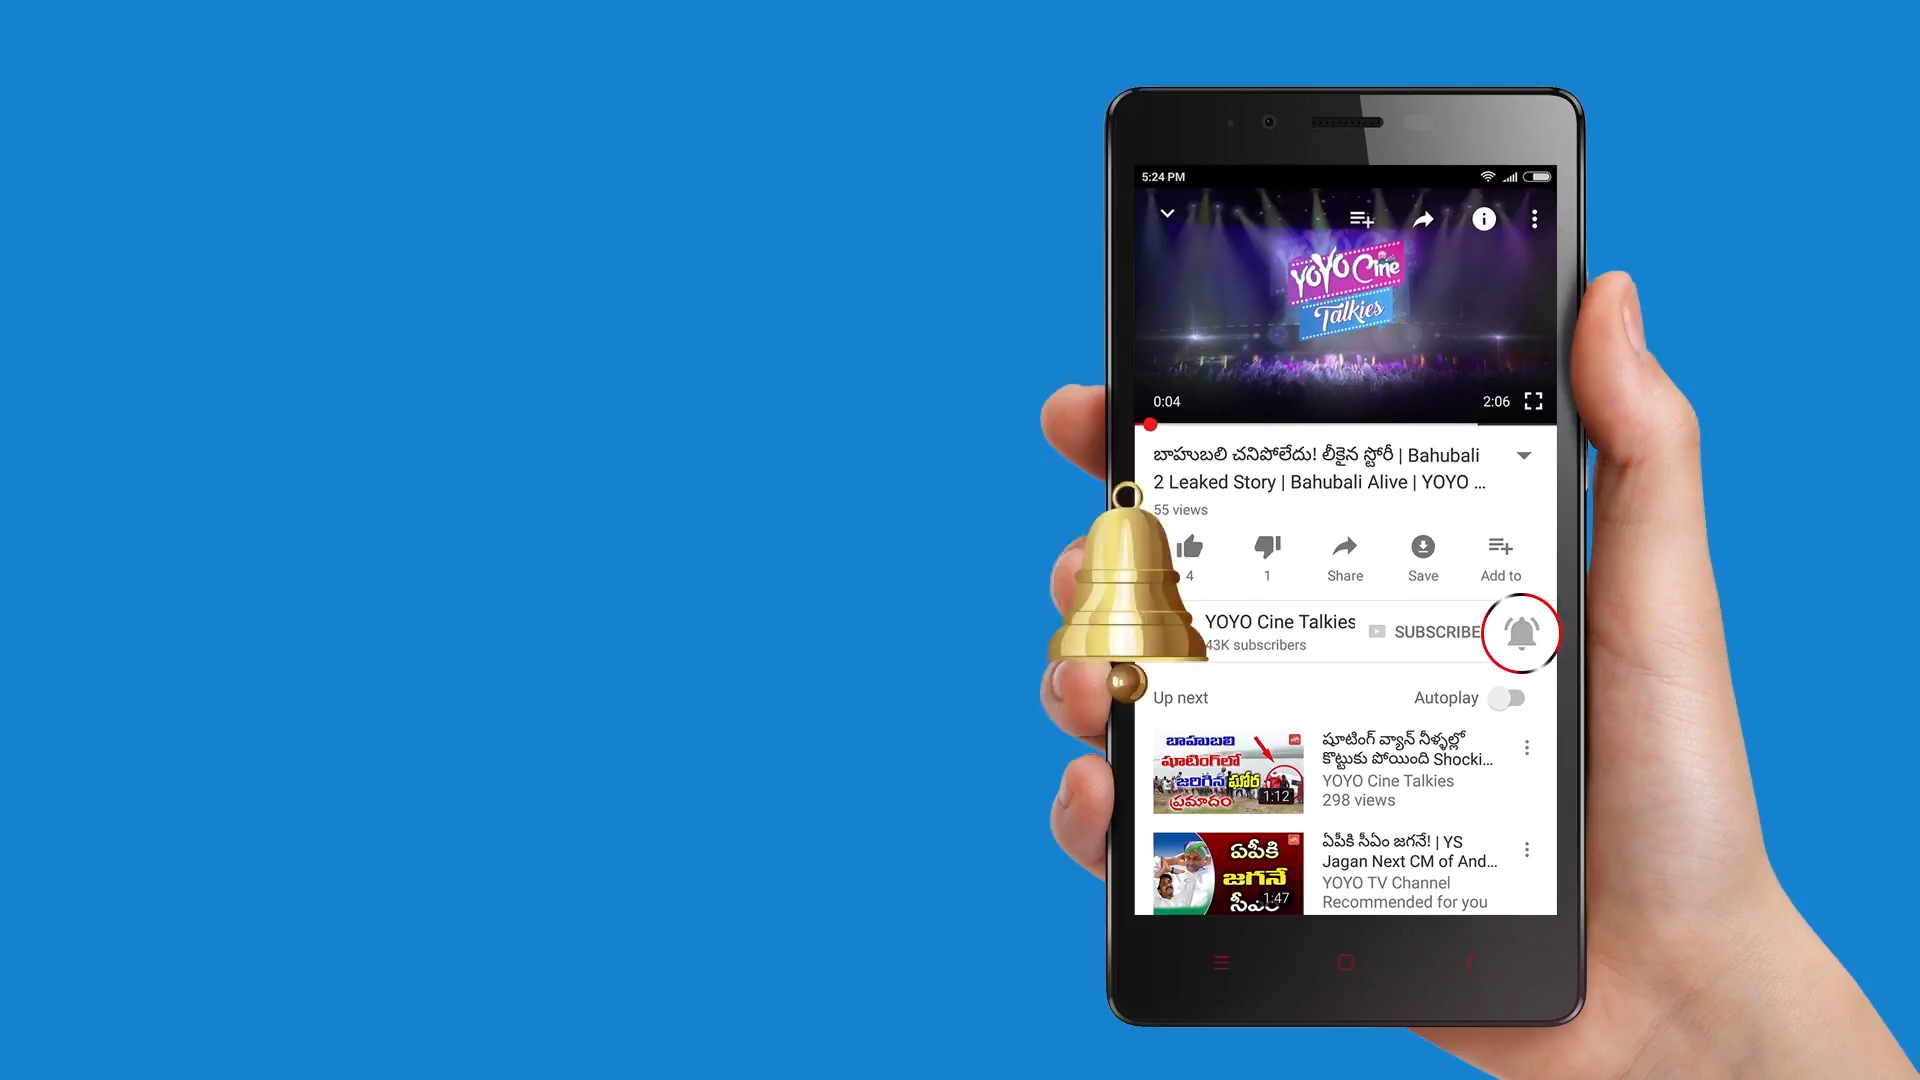 5:24 PM
YOYO Cine
Talkies
0:04
2:06
బాహుబలి చనిపోలేదు! లీకైన స్టోరీ | Bahubali
2 Leaked Story | Bahubali Alive | YOYO ...
55 views
4
1
Share
Save
Add to
YOYO Cine Talkies
43K subscribers
SUBSCRIBE
Up next
Autoplay
బాహుబలి
షూటింగ్‌లో
జరిగిన ఘోర
ప్రమాదం
1:12
షూటింగ్ వ్యాన్ నీళ్ళల్లో
కొట్టుకు పోయింది Shocki...
YOYO Cine Talkies
298 views
ఏపీకి
జగనే
1:47
ఏపీకి సీఎం జగనే! | YS
Jagan Next CM of And...
YOYO TV Channel
Recommended for you